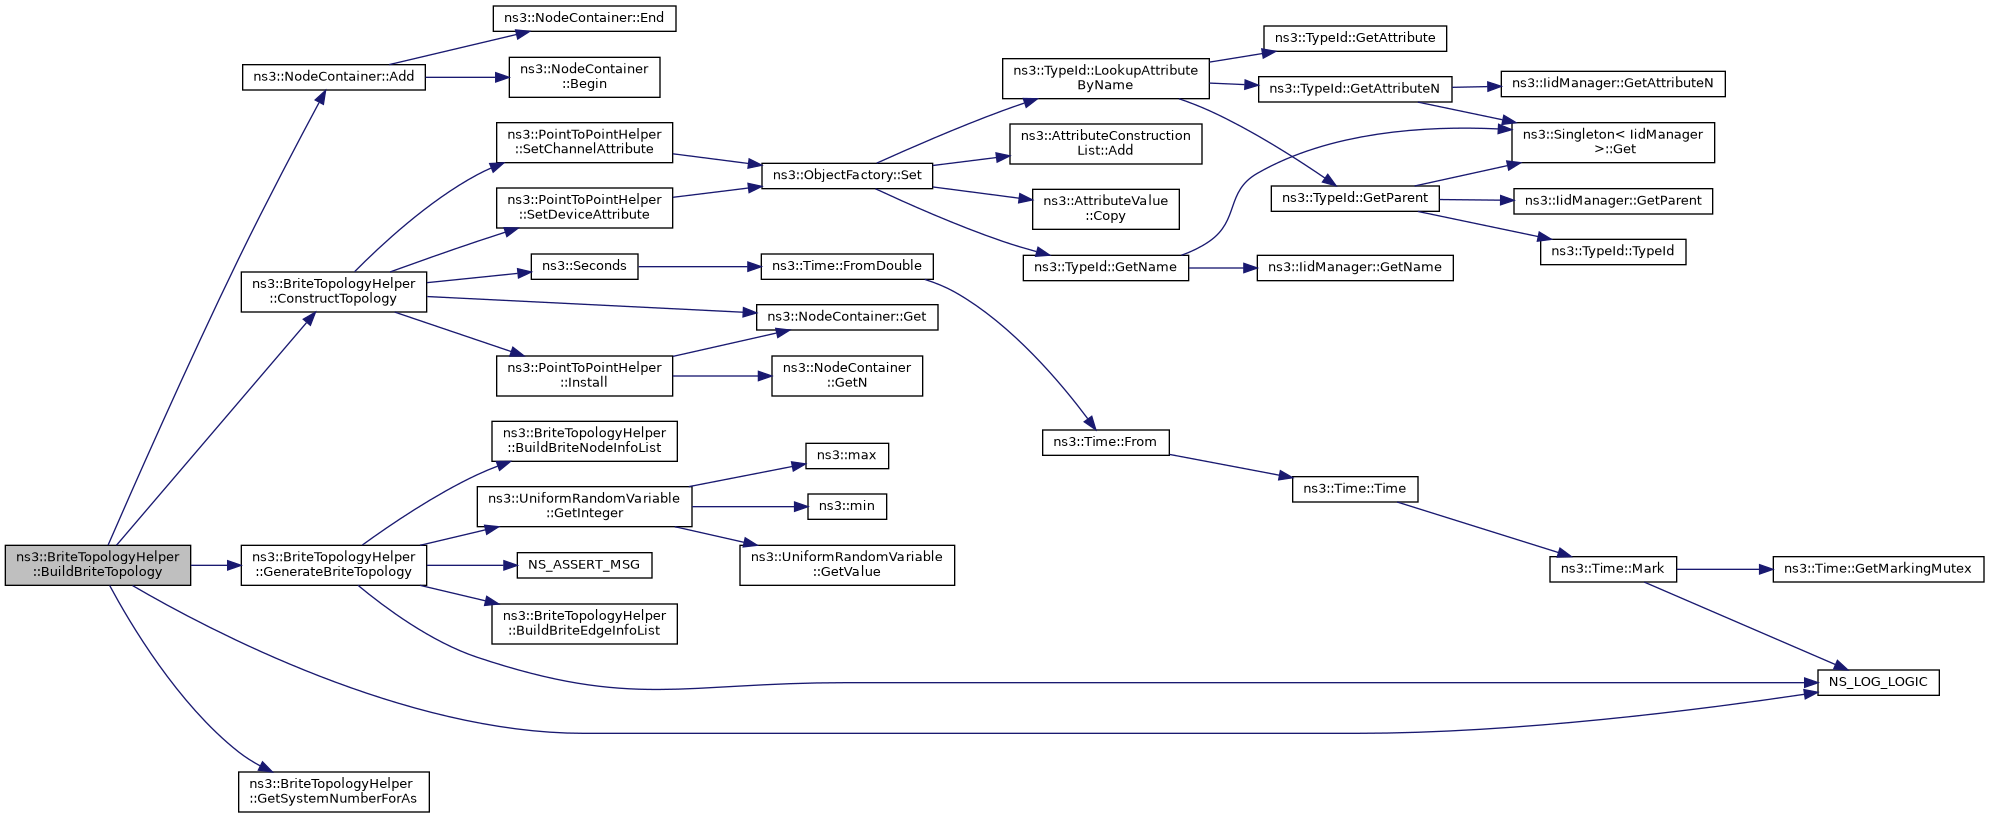 ns3::BriteTopologyHelper
::BuildBriteTopology
ns3::NodeContainer::Add
ns3::NodeContainer::End
ns3::NodeContainer
::Begin
ns3::BriteTopologyHelper
::ConstructTopology
ns3::PointToPointHelper
::SetChannelAttribute
ns3::PointToPointHelper
::SetDeviceAttribute
ns3::Seconds
ns3::NodeContainer::Get
ns3::PointToPointHelper
::Install
ns3::NodeContainer
::GetN
ns3::ObjectFactory::Set
ns3::Time::FromDouble
ns3::TypeId::LookupAttribute
ByName
ns3::AttributeConstruction
List::Add
ns3::AttributeValue
::Copy
ns3::TypeId::GetName
ns3::TypeId::GetAttribute
ns3::TypeId::GetAttributeN
ns3::TypeId::GetParent
ns3::IidManager::GetName
ns3::IidManager::GetAttributeN
ns3::Singleton< IidManager
>::Get
ns3::IidManager::GetParent
ns3::TypeId::TypeId
ns3::Time::From
ns3::Time::Time
ns3::Time::Mark
ns3::Time::GetMarkingMutex
NS_LOG_LOGIC
ns3::BriteTopologyHelper
::GenerateBriteTopology
ns3::BriteTopologyHelper
::BuildBriteNodeInfoList
ns3::UniformRandomVariable
::GetInteger
NS_ASSERT_MSG
ns3::BriteTopologyHelper
::BuildBriteEdgeInfoList
ns3::max
ns3::min
ns3::UniformRandomVariable
::GetValue
ns3::BriteTopologyHelper
::GetSystemNumberForAs